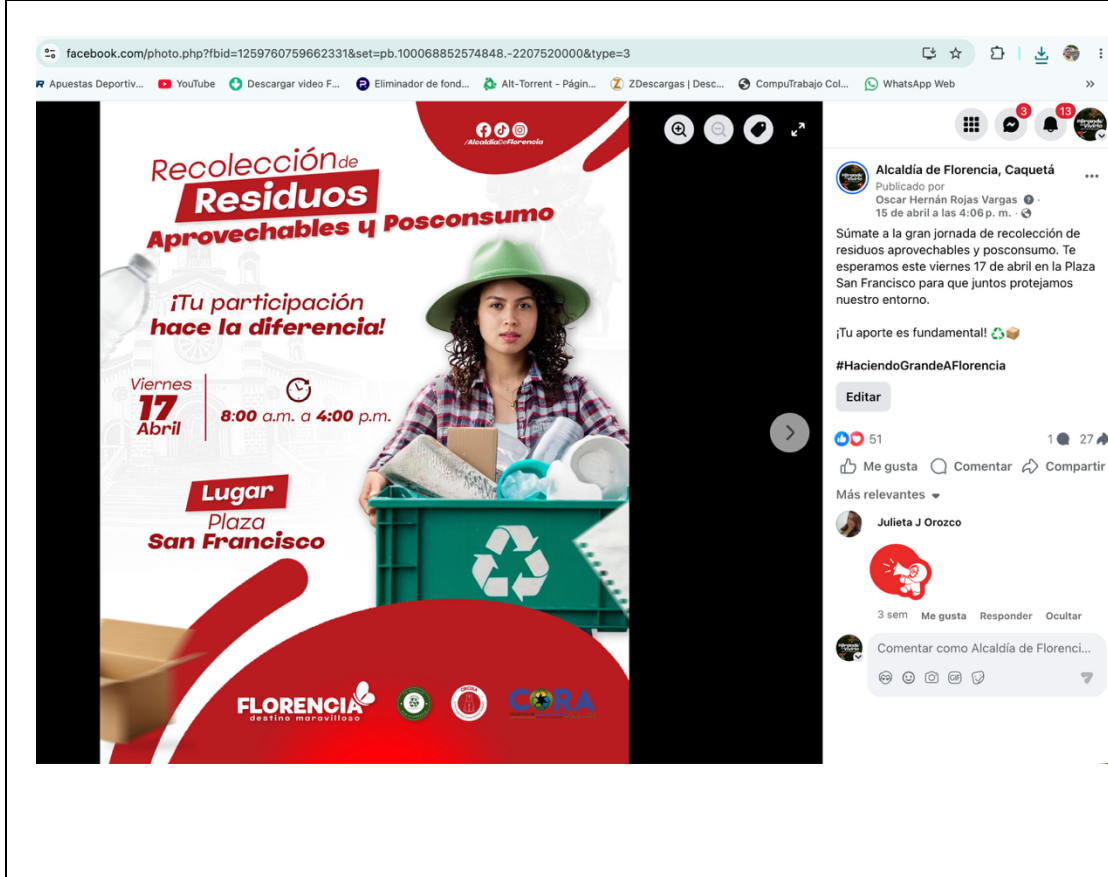 facebook.com/photo.php?fbid=1259760759662331&set=pb.100068852574848.-2207520000&type=3
Apuestas Deportiv... YouTube Descargar video F... Eliminador de fond... Alt-Torrent - Págin... ZDescargas | Desc... CompuTrabajo Col... WhatsApp Web »
/AlcaldíaDeFlorencia
Recolección de
Residuos
Aprovechables y Posconsumo
¡Tu participación
hace la diferencia!
Viernes
17
Abril
8:00 a.m. a 4:00 p.m.
Lugar
Plaza
San Francisco
FLORENCIA
destino maravilloso
CORA
3
13
Alcaldía de Florencia, Caquetá
Publicado por
Oscar Hernán Rojas Vargas
15 de abril a las 4:06 p. m.
Súmate a la gran jornada de recolección de
residuos aprovechables y posconsumo. Te
esperamos este viernes 17 de abril en la Plaza
San Francisco para que juntos protejamos
nuestro entorno.
¡Tu aporte es fundamental!
#HaciendoGrandeAFlorencia
Editar
51 1 27
Me gusta Comentar Compartir
Más relevantes
Julieta J Orozco
3 sem Me gusta Responder Ocultar
Comentar como Alcaldía de Florenci...
GIF